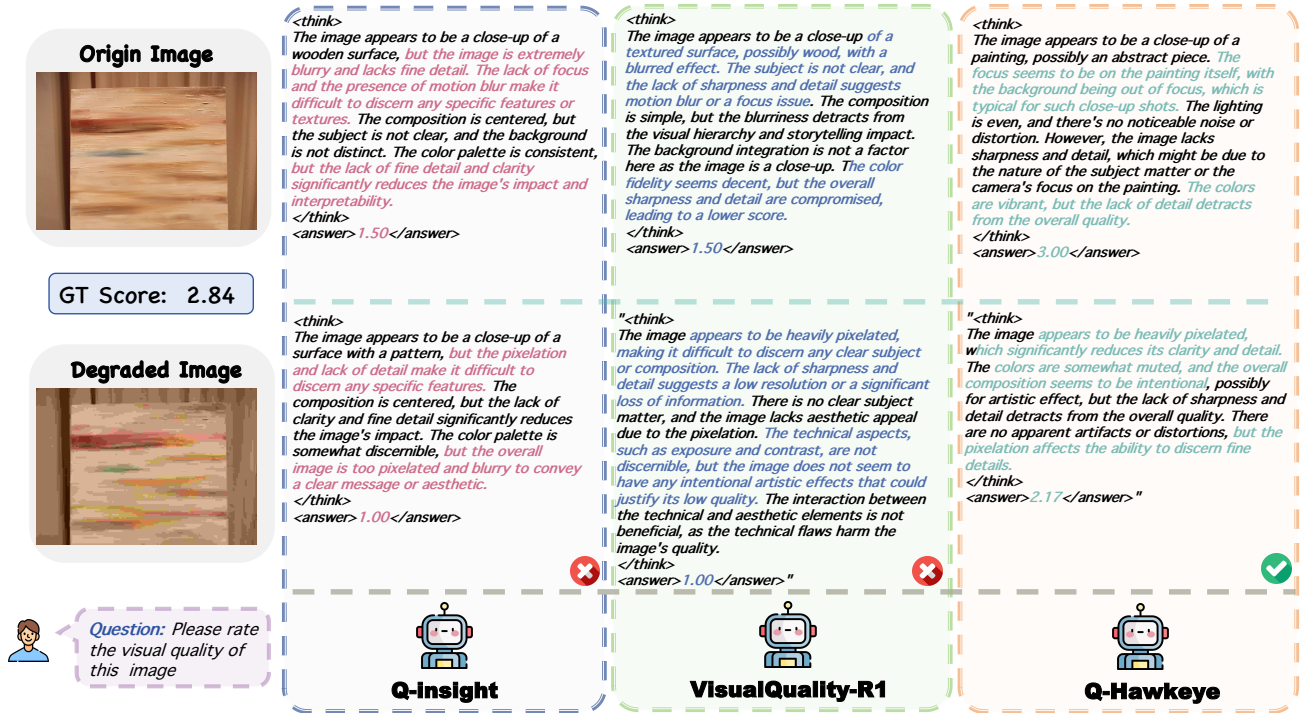 Origin Image
GT Score:  2.84
Degraded Image
Question: Please rate
the visual quality of
this  image
<think>
The image appears to be a close-up of a
wooden surface, but the image is extremely
blurry and lacks fine detail. The lack of focus
and the presence of motion blur make it
difficult to discern any specific features or
textures. The composition is centered, but
the subject is not clear, and the background
is not distinct. The color palette is consistent,
but the lack of fine detail and clarity
significantly reduces the image's impact and
interpretability.
</think>
<answer>1.50</answer>
<think>
The image appears to be a close-up of a
surface with a pattern, but the pixelation
and lack of detail make it difficult to
discern any specific features. The
composition is centered, but the lack of
clarity and fine detail significantly reduces
the image's impact. The color palette is
somewhat discernible, but the overall
image is too pixelated and blurry to convey
a clear message or aesthetic.
</think>
<answer>1.00</answer>
Q-insight
<think>
The image appears to be a close-up of a
textured surface, possibly wood, with a
blurred effect. The subject is not clear, and
the lack of sharpness and detail suggests
motion blur or a focus issue. The composition
is simple, but the blurriness detracts from
the visual hierarchy and storytelling impact.
The background integration is not a factor
here as the image is a close-up. The color
fidelity seems decent, but the overall
sharpness and detail are compromised,
leading to a lower score.
</think>
<answer>1.50</answer>
"<think>
The image appears to be heavily pixelated,
making it difficult to discern any clear subject
or composition. The lack of sharpness and
detail suggests a low resolution or a significant
loss of information. There is no clear subject
matter, and the image lacks aesthetic appeal
due to the pixelation. The technical aspects,
such as exposure and contrast, are not
discernible, but the image does not seem to
have any intentional artistic effects that could
justify its low quality. The interaction between
the technical and aesthetic elements is not
beneficial, as the technical flaws harm the
image's quality.
</think>
<answer>1.00</answer>"
VisualQuality-R1
<think>
The image appears to be a close-up of a
painting, possibly an abstract piece. The
focus seems to be on the painting itself, with
the background being out of focus, which is
typical for such close-up shots. The lighting
is even, and there's no noticeable noise or
distortion. However, the image lacks
sharpness and detail, which might be due to
the nature of the subject matter or the
camera's focus on the painting. The colors
are vibrant, but the lack of detail detracts
from the overall quality.
</think>
<answer>3.00</answer>
"<think>
The image appears to be heavily pixelated,
which significantly reduces its clarity and detail.
The colors are somewhat muted, and the overall
composition seems to be intentional, possibly
for artistic effect, but the lack of sharpness and
detail detracts from the overall quality. There
are no apparent artifacts or distortions, but the
pixelation affects the ability to discern fine
details.
</think>
<answer>2.17</answer>"
Q-Hawkeye